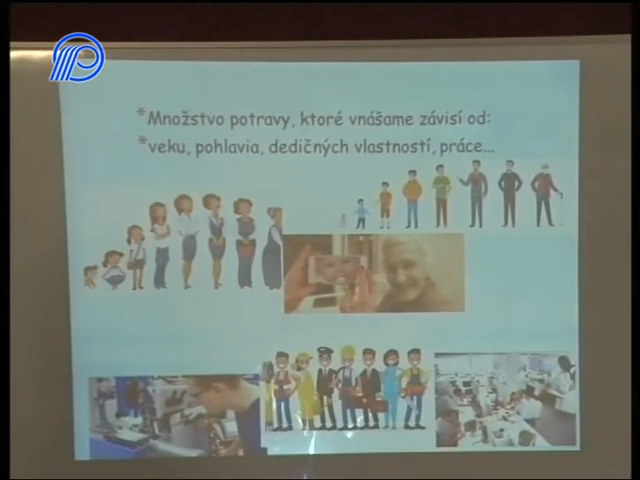 *Množstvo potravy, ktoré vnášame závisí od:
*veku, pohlavia, dedičných vlastností, práce...